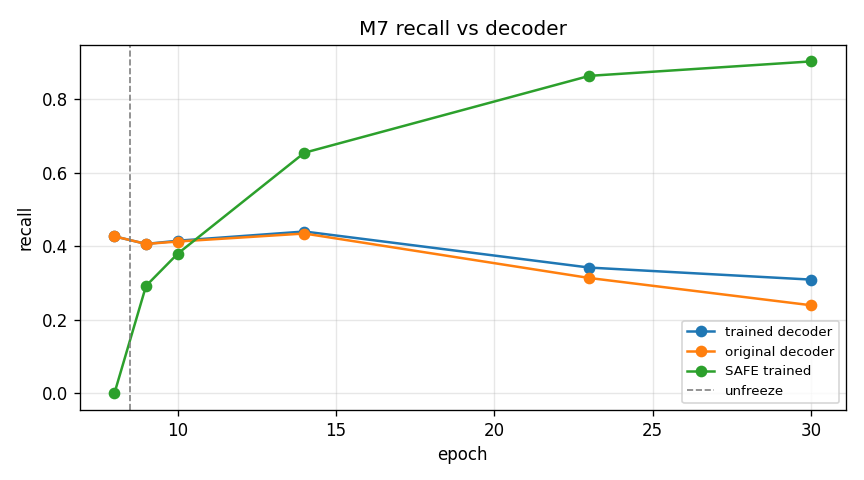 M7 recall vs decoder
recall
0.8
0.6
0.4
0.2
0.0
trained decoder
original decoder
SAFE trained
unfreeze
10
15
20
25
30
epoch